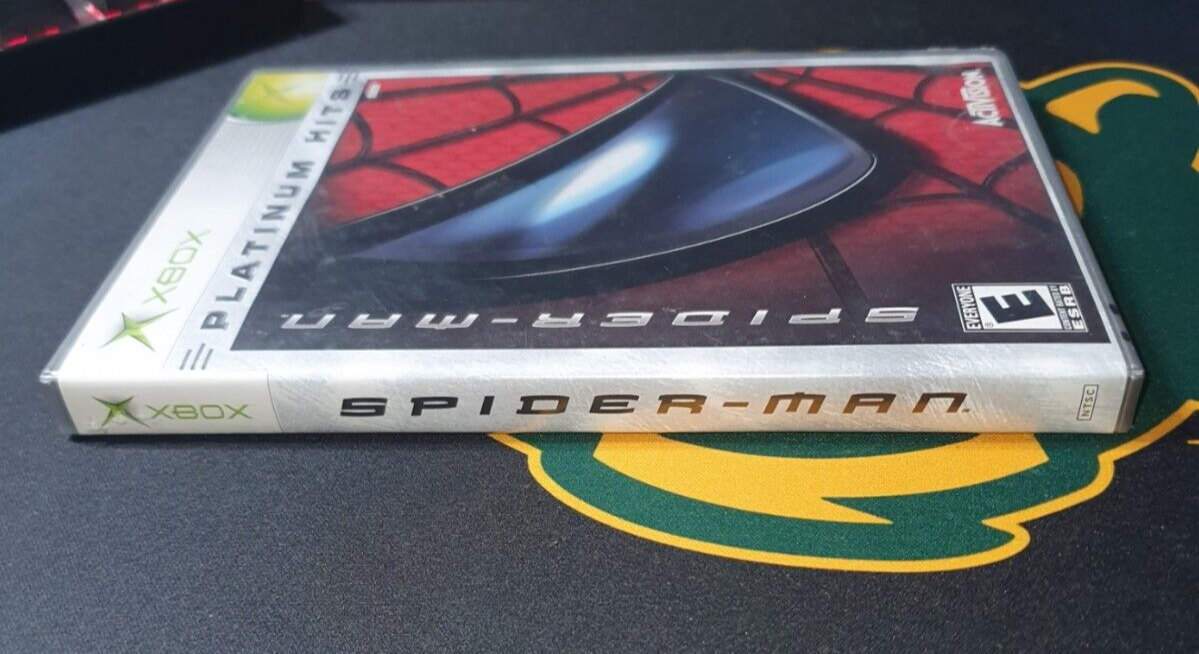 PLATINUM HITS
XBOX
ACTIVISION
SPIDER-MAN
EVERYONE
E
ESRB
XBOX
SPIDER-MAN
NTSC